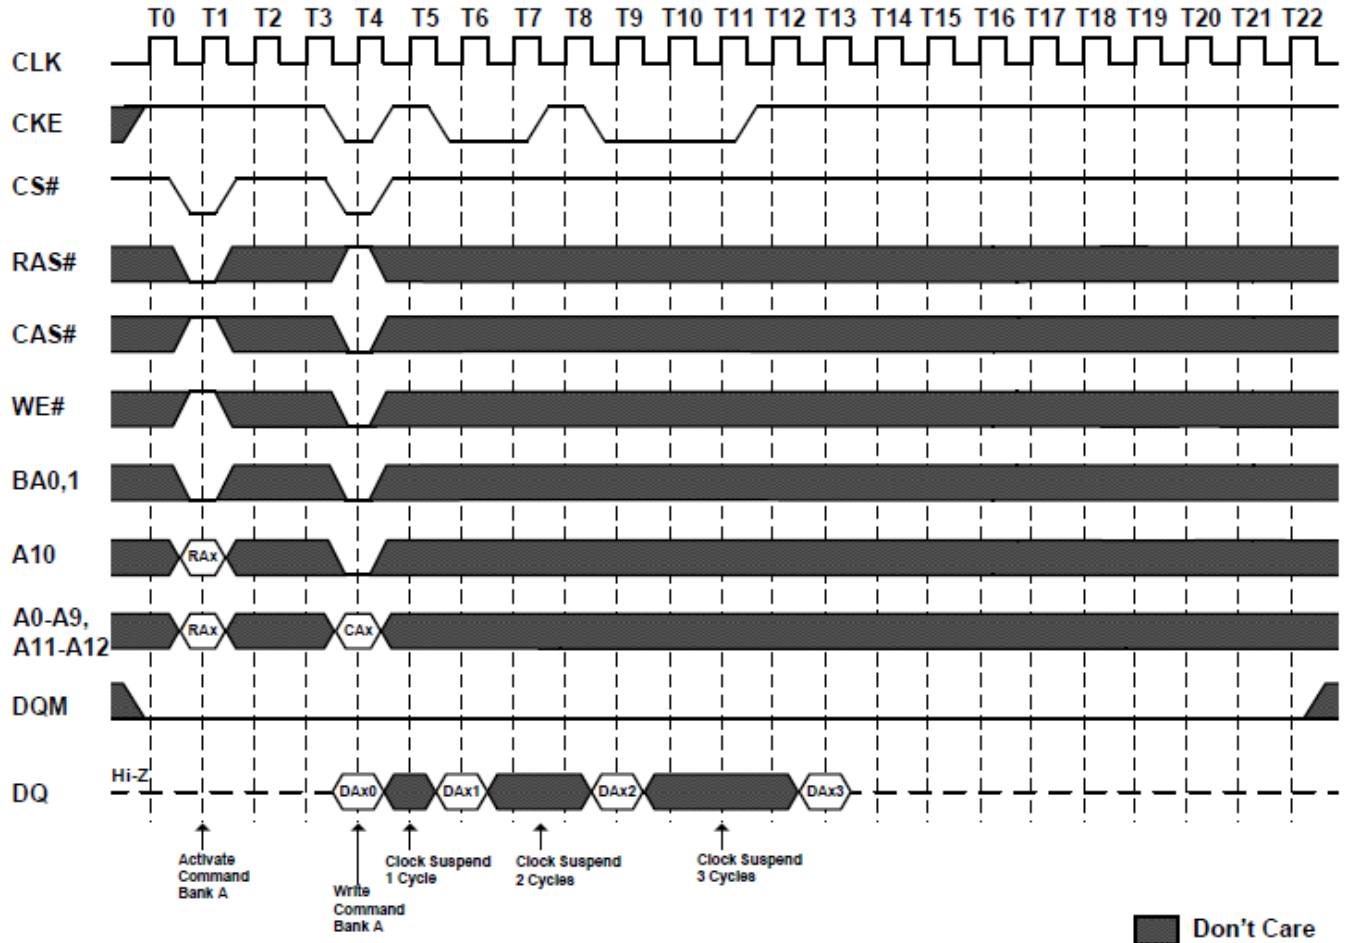 T0 T1 T2 T3 T4 T5 T6 T7 T8 T9 T10 T11 T12 T13 T14 T15 T16 T17 T18 T19 T20 T21 T22
CLK
CKE
CS#
RAS#
CAS#
WE#
BA0,1
A10 RAx
A0-A9,
A11-A12 RAx CAx
DQM
Hi-Z
DQ DAx0 DAx1 DAx2 DAx3
Activate
Command
Bank A
Write
Command
Bank A
Clock Suspend
1 Cycle
Clock Suspend
2 Cycles
Clock Suspend
3 Cycles
Don't Care